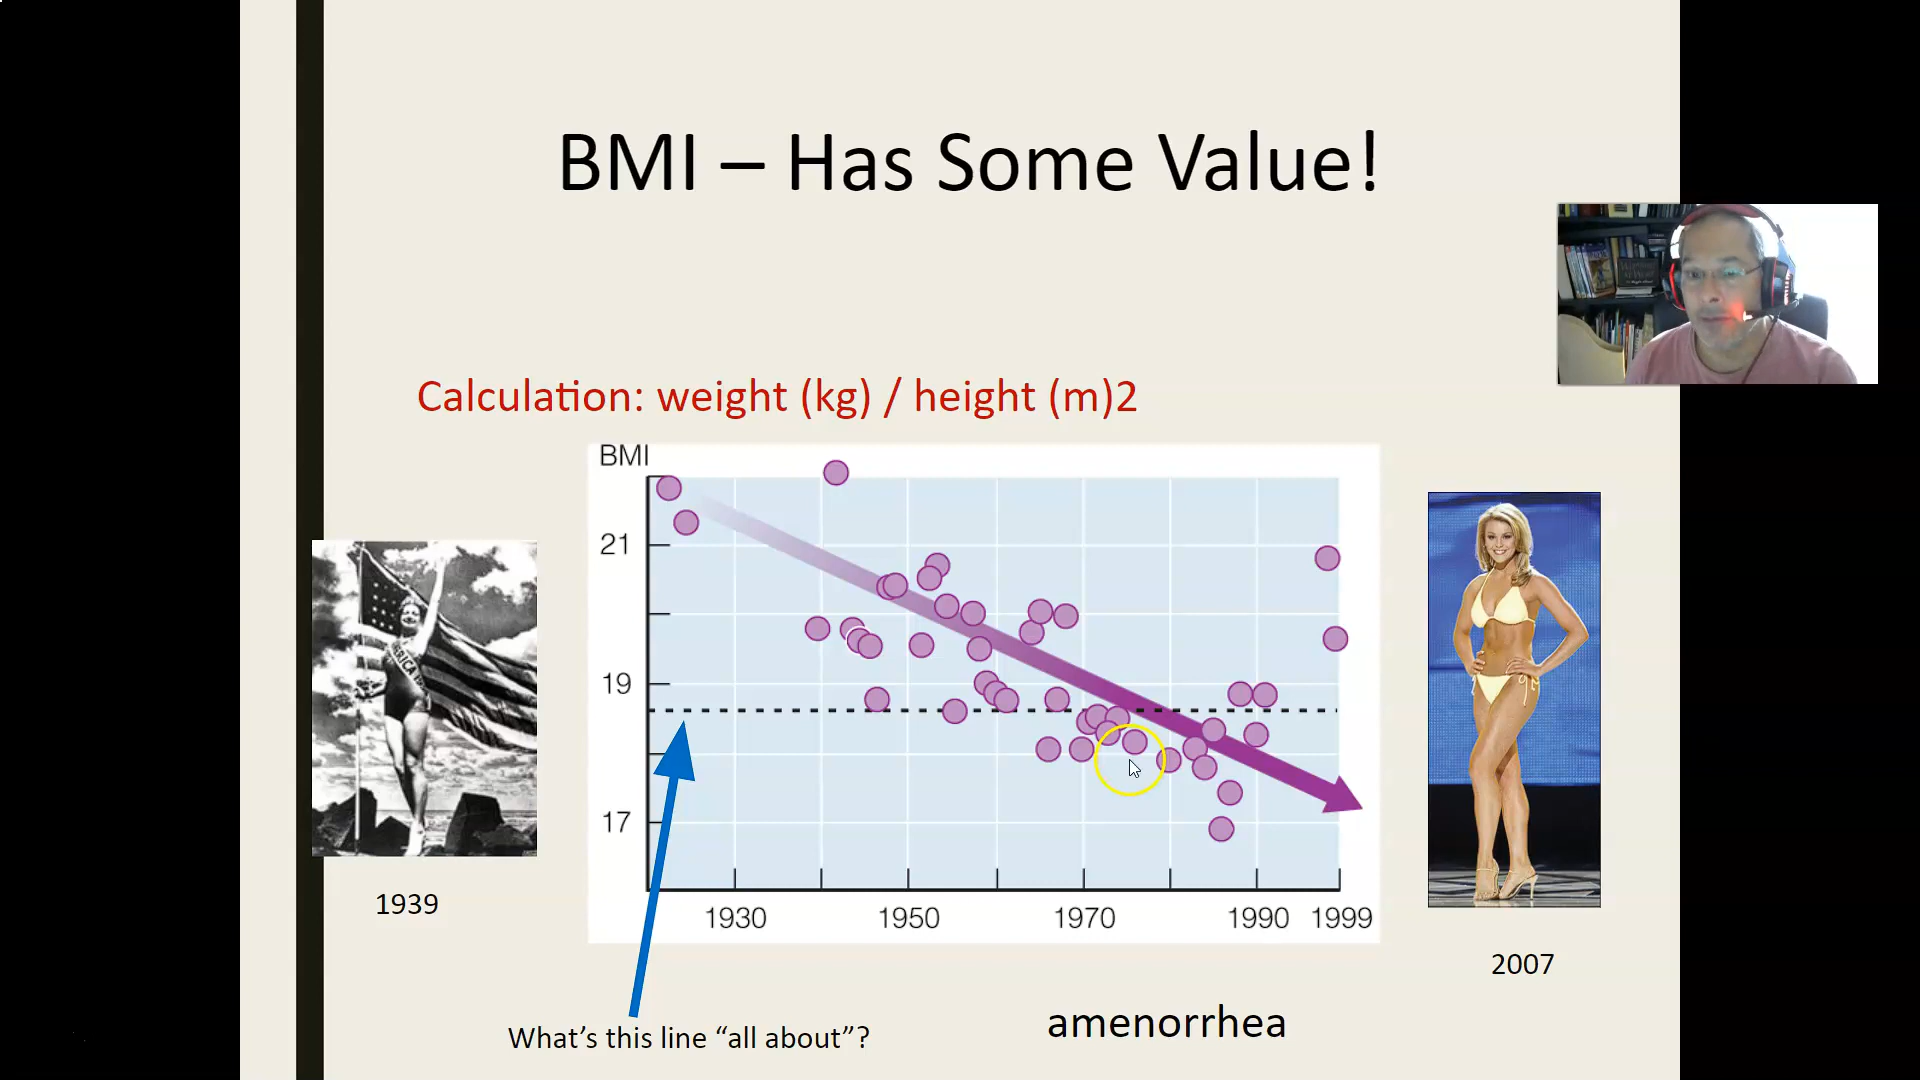 BMI – Has Some Value!
Calculation: weight (kg) / height (m)2
BMI
21
19
17
1930 1950 1970 1990 1999
1939
2007
What's this line “all about”?
amenorrhea